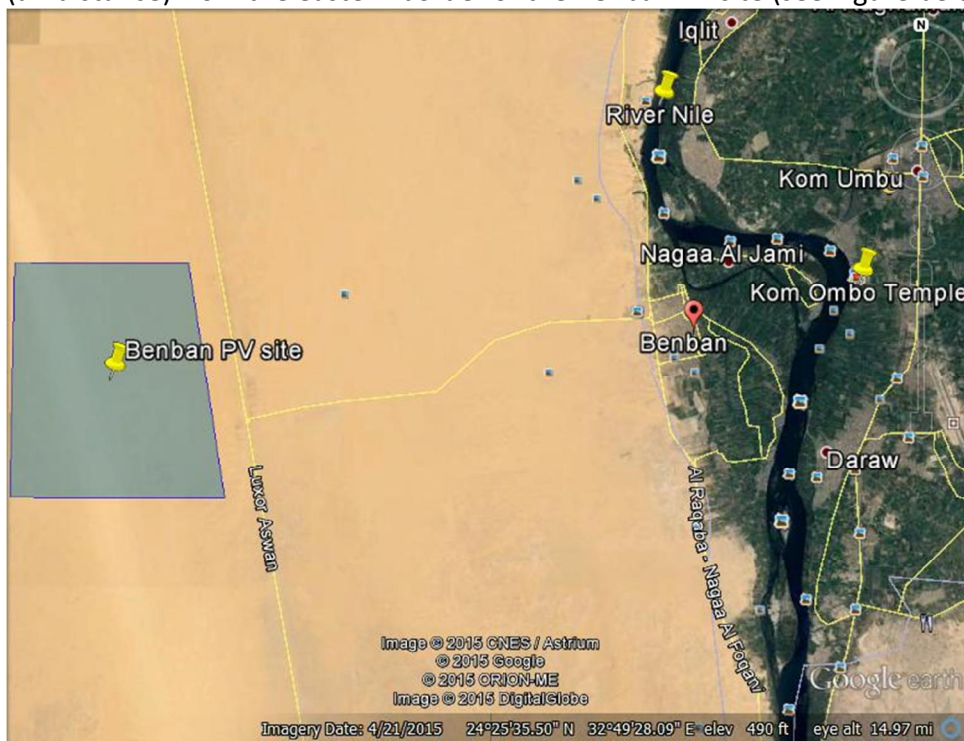 Iqlit
N
River Nile
Kom Umbu
Nagaa Al Jami
Kom Ombo Temple
Benban
Benban PV site
Daraw
Luxor Aswan
Al Raqaba - Nagaa Al Foqani
Image © 2015 CNES / Astrium
© 2015 Google
© 2015 ORION-ME
Image © 2015 DigitalGlobe
Google earth
Imagery Date: 4/21/2015 24°25'35.50" N 32°49'28.09" E elev 490 ft eye alt 14.97 mi